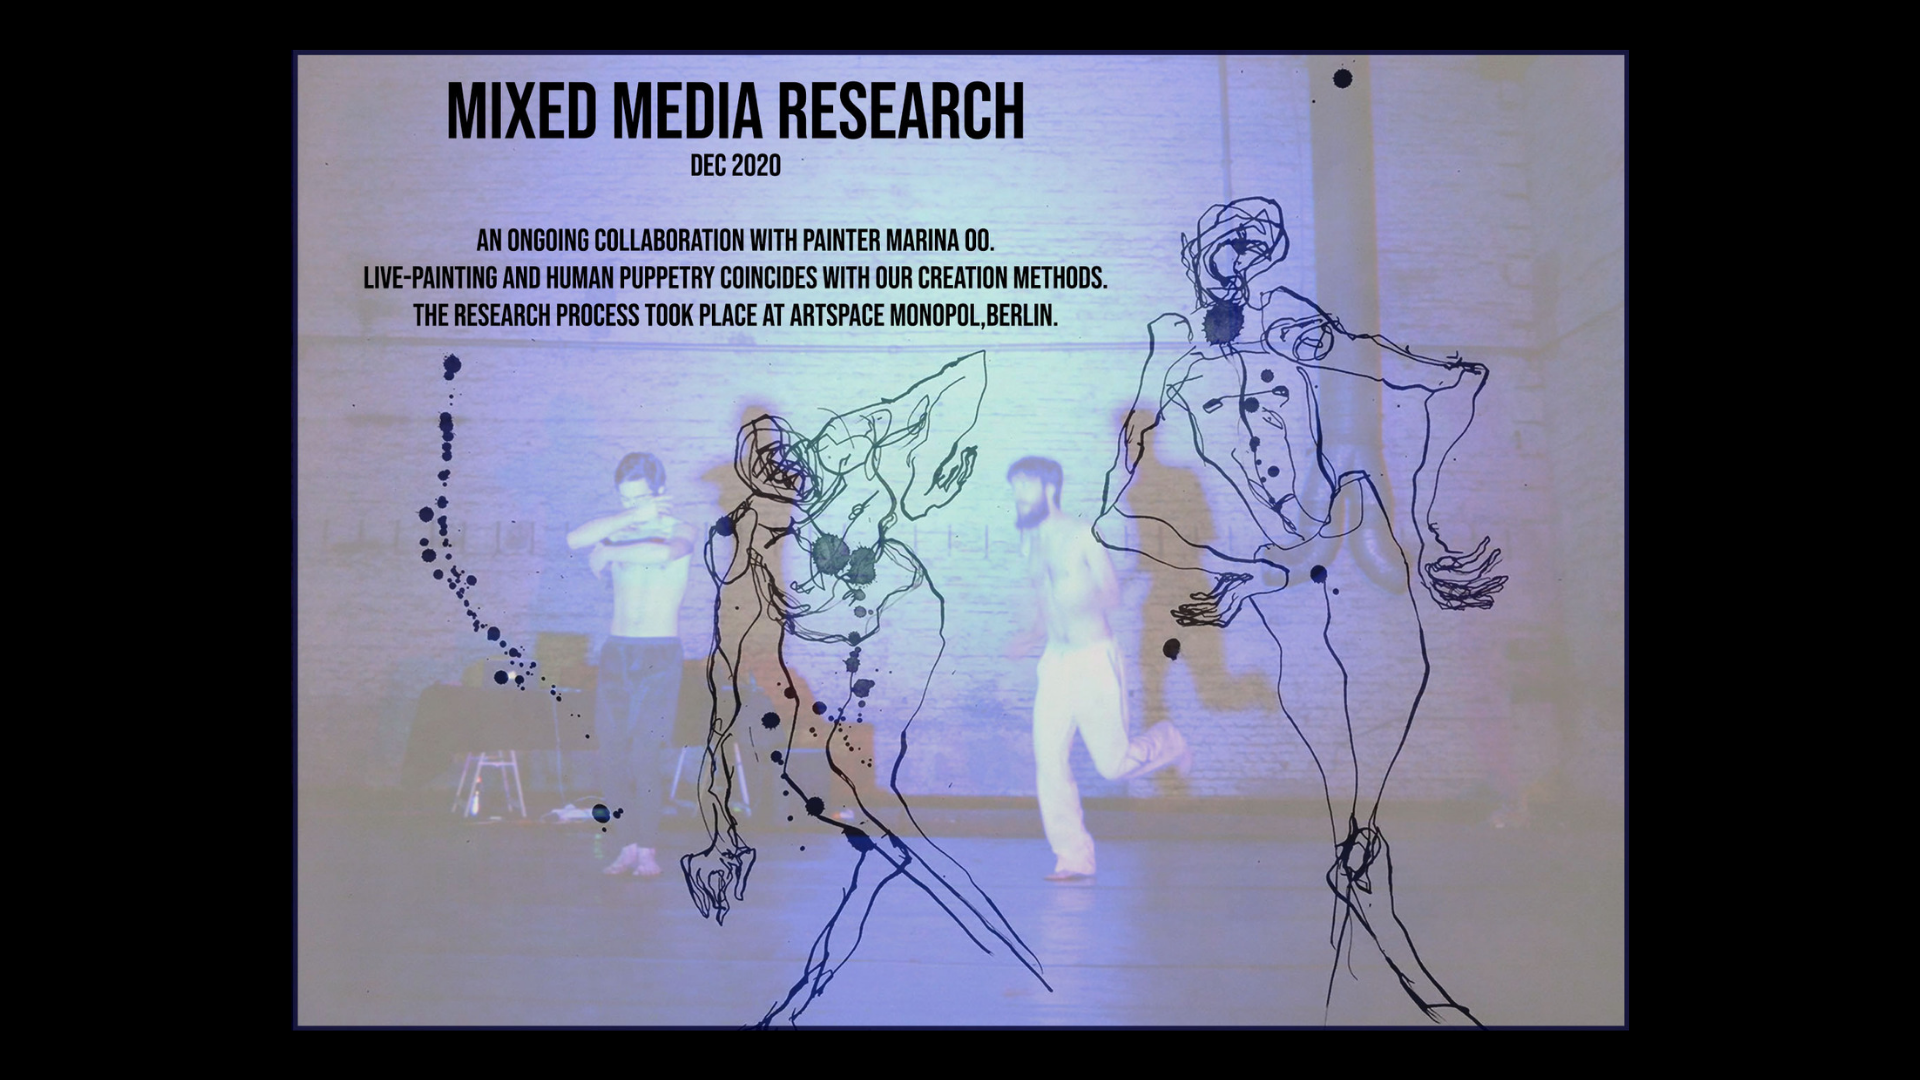 MIXED MEDIA RESEARCH
DEC 2020
AN ONGOING COLLABORATION WITH PAINTER MARINA OO.
LIVE-PAINTING AND HUMAN PUPPETRY COINCIDES WITH OUR CREATION METHODS.
THE RESEARCH PROCESS TOOK PLACE AT ARTSPACE MONOPOL,BERLIN.